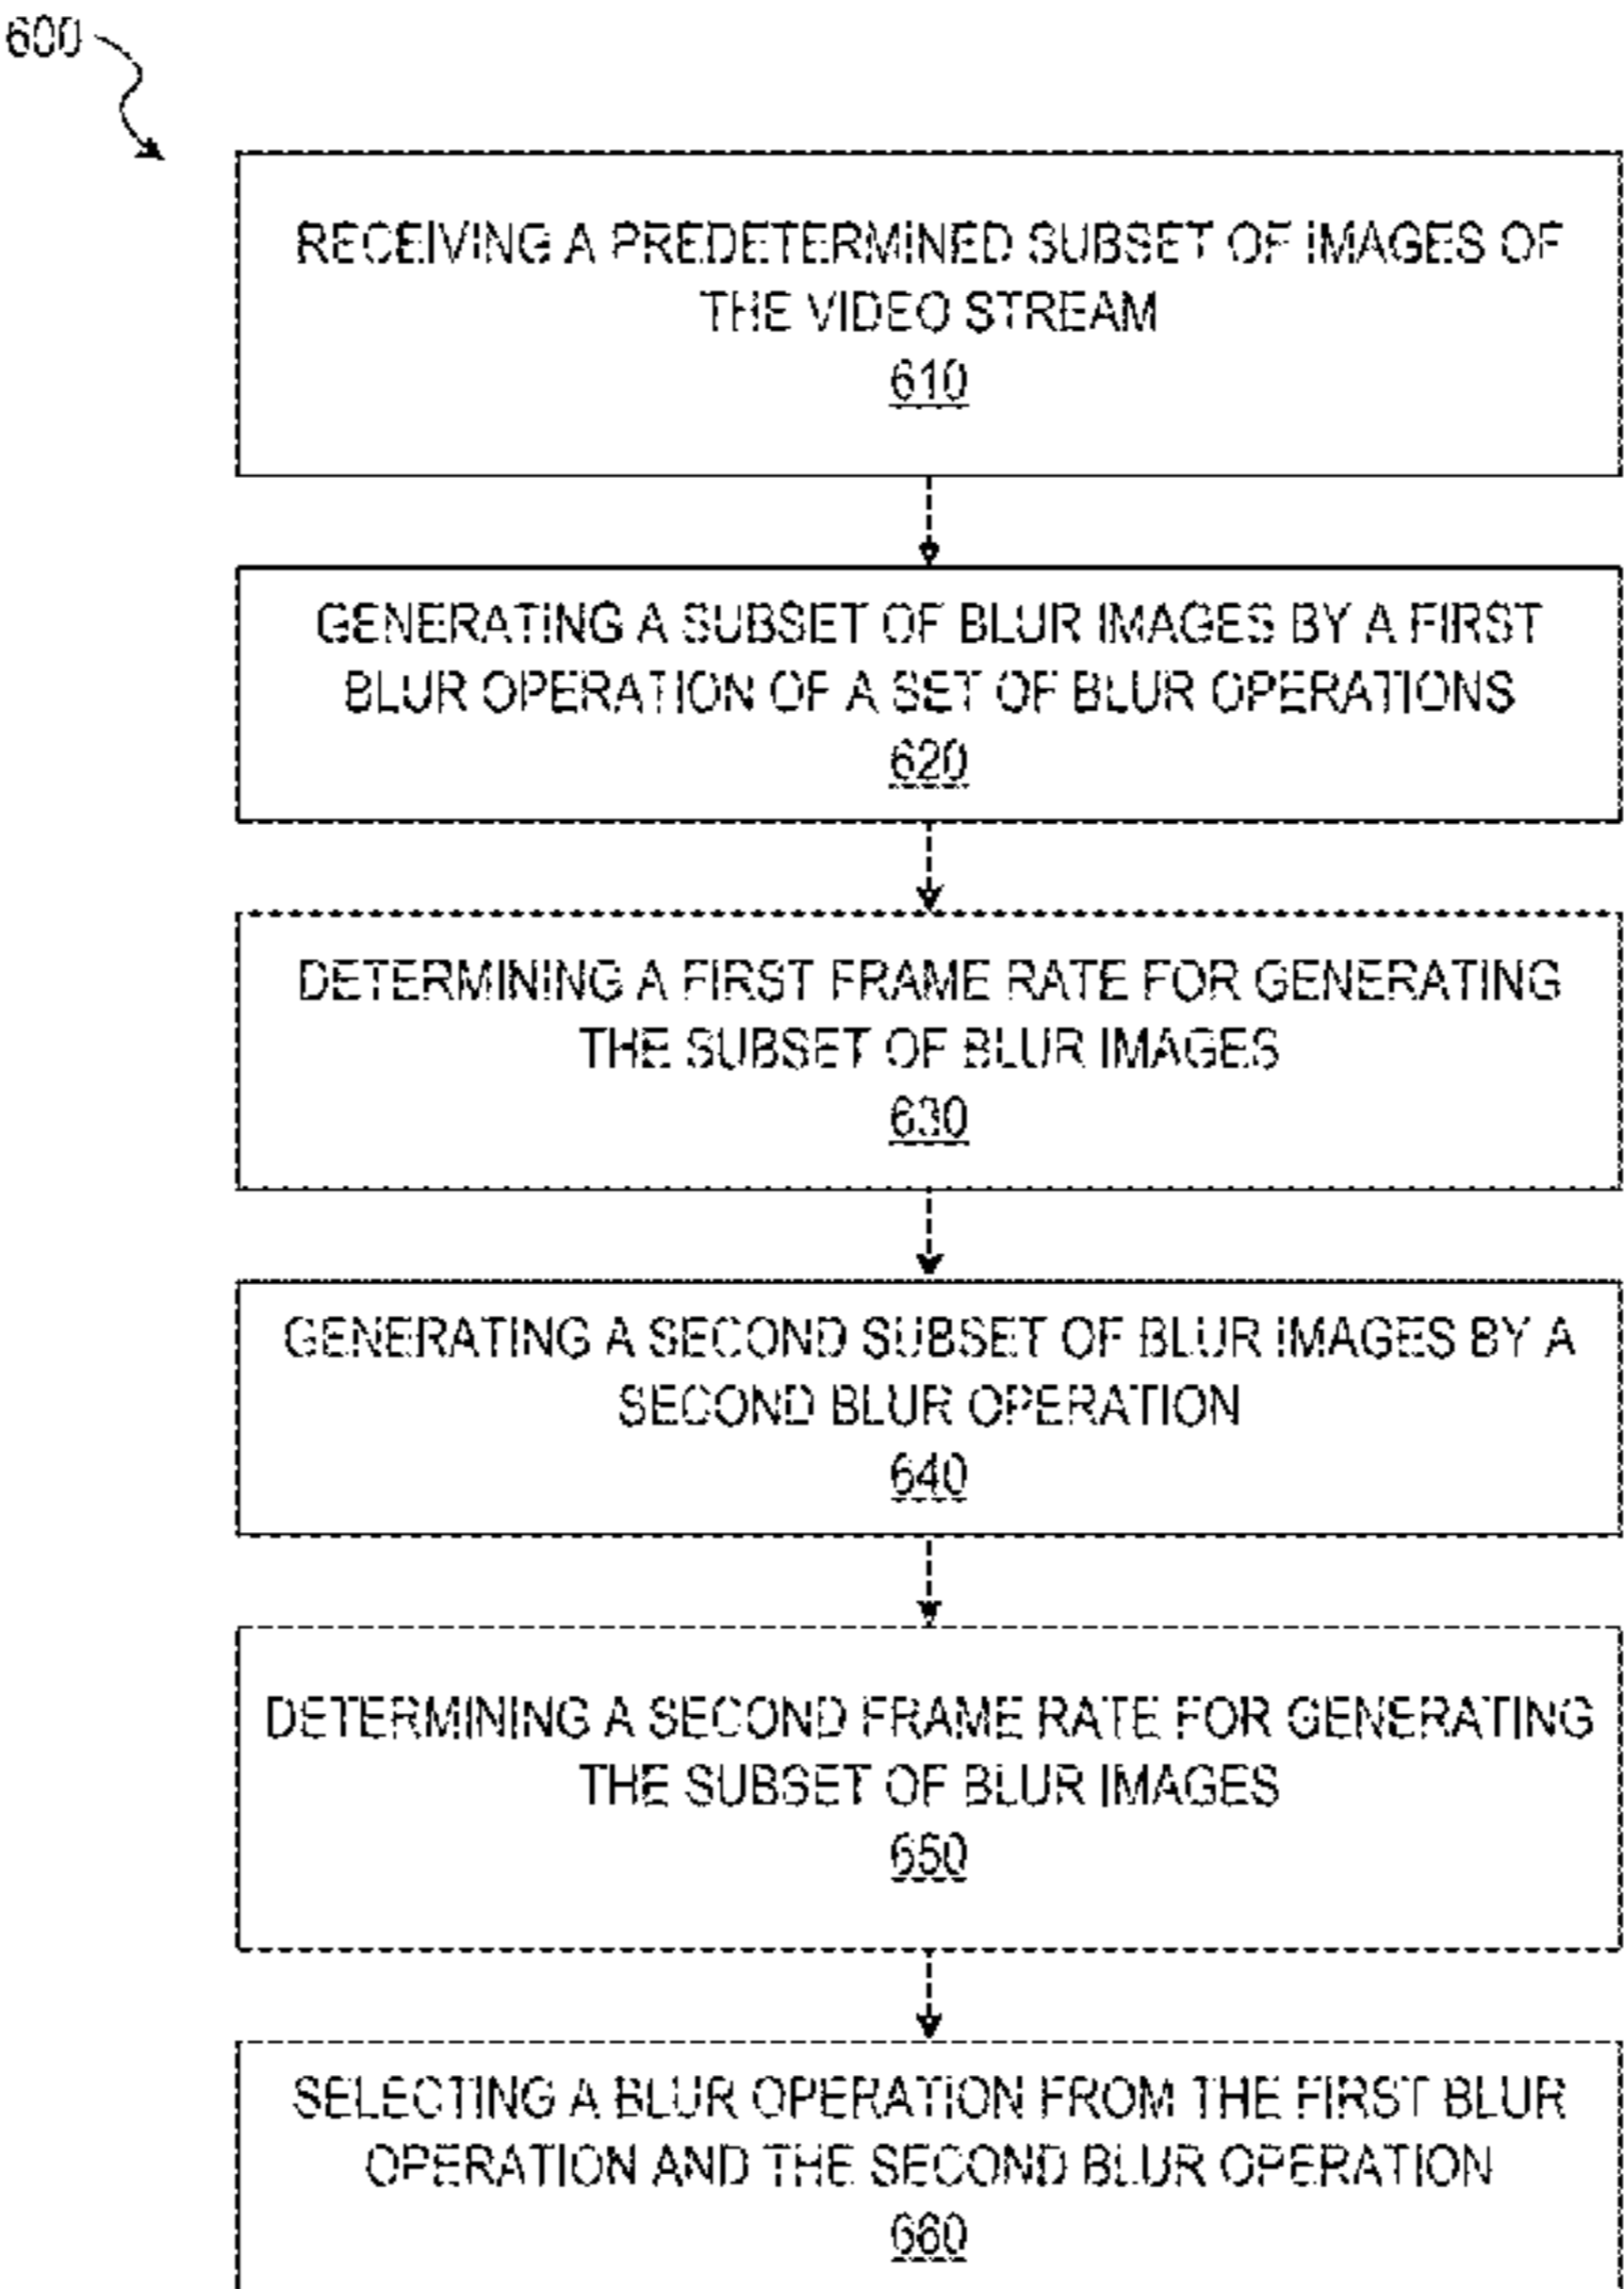 600
RECEIVING A PREDETERMINED SUBSET OF IMAGES OF
THE VIDEO STREAM
610
GENERATING A SUBSET OF BLUR IMAGES BY A FIRST
BLUR OPERATION OF A SET OF BLUR OPERATIONS
620
DETERMINING A FIRST FRAME RATE FOR GENERATING
THE SUBSET OF BLUR IMAGES
630
GENERATING A SECOND SUBSET OF BLUR IMAGES BY A
SECOND BLUR OPERATION
640
DETERMINING A SECOND FRAME RATE FOR GENERATING
THE SUBSET OF BLUR IMAGES
650
SELECTING A BLUR OPERATION FROM THE FIRST BLUR
OPERATION AND THE SECOND BLUR OPERATION
660